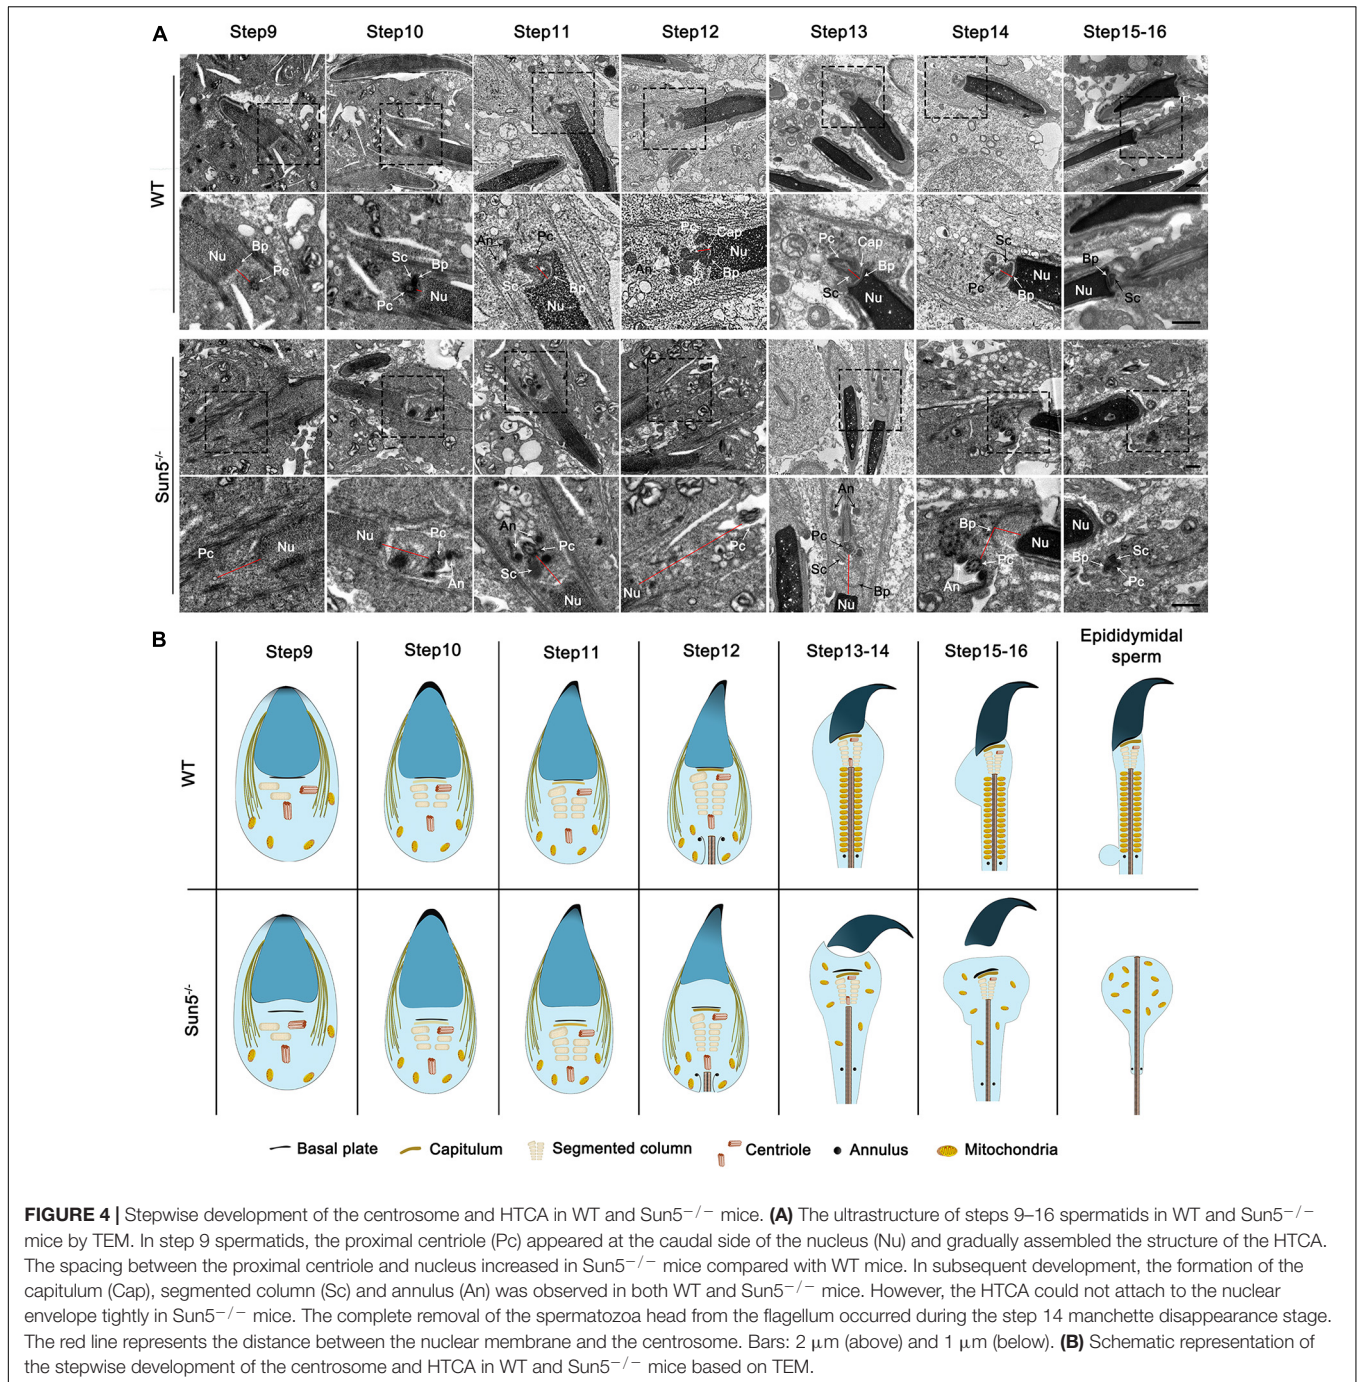 A
Step9 Step10 Step11 Step12 Step13 Step14 Step15-16
WT
Nu Bp Pc
Sc Bp Nu Pc
An Pc Sc Bp Nu
Pc Cap Nu An Bp Sc
Pc Cap Bp Sc Nu
Sc Nu Pc Bp
Bp Nu Sc
Sun5-/-
Pc Nu
Nu Pc An
An Pc Sc Nu
Pc Nu
An Pc Sc Bp Nu
Bp Nu Pc An
Nu Sc Bp Pc
B
Step9 Step10 Step11 Step12 Step13-14 Step15-16 Epididymidal
sperm
WT
Sun5-/-
Basal plate Capitulum Segmented column Centriole Annulus Mitochondria
FIGURE 4 | Stepwise development of the centrosome and HTCA in WT and Sun5−/− mice. (A) The ultrastructure of steps 9–16 spermatids in WT and Sun5−/−
mice by TEM. In step 9 spermatids, the proximal centriole (Pc) appeared at the caudal side of the nucleus (Nu) and gradually assembled the structure of the HTCA.
The spacing between the proximal centriole and nucleus increased in Sun5−/− mice compared with WT mice. In subsequent development, the formation of the
capitulum (Cap), segmented column (Sc) and annulus (An) was observed in both WT and Sun5−/− mice. However, the HTCA could not attach to the nuclear
envelope tightly in Sun5−/− mice. The complete removal of the spermatozoa head from the flagellum occurred during the step 14 manchette disappearance stage.
The red line represents the distance between the nuclear membrane and the centrosome. Bars: 2 μm (above) and 1 μm (below). (B) Schematic representation of
the stepwise development of the centrosome and HTCA in WT and Sun5−/− mice based on TEM.